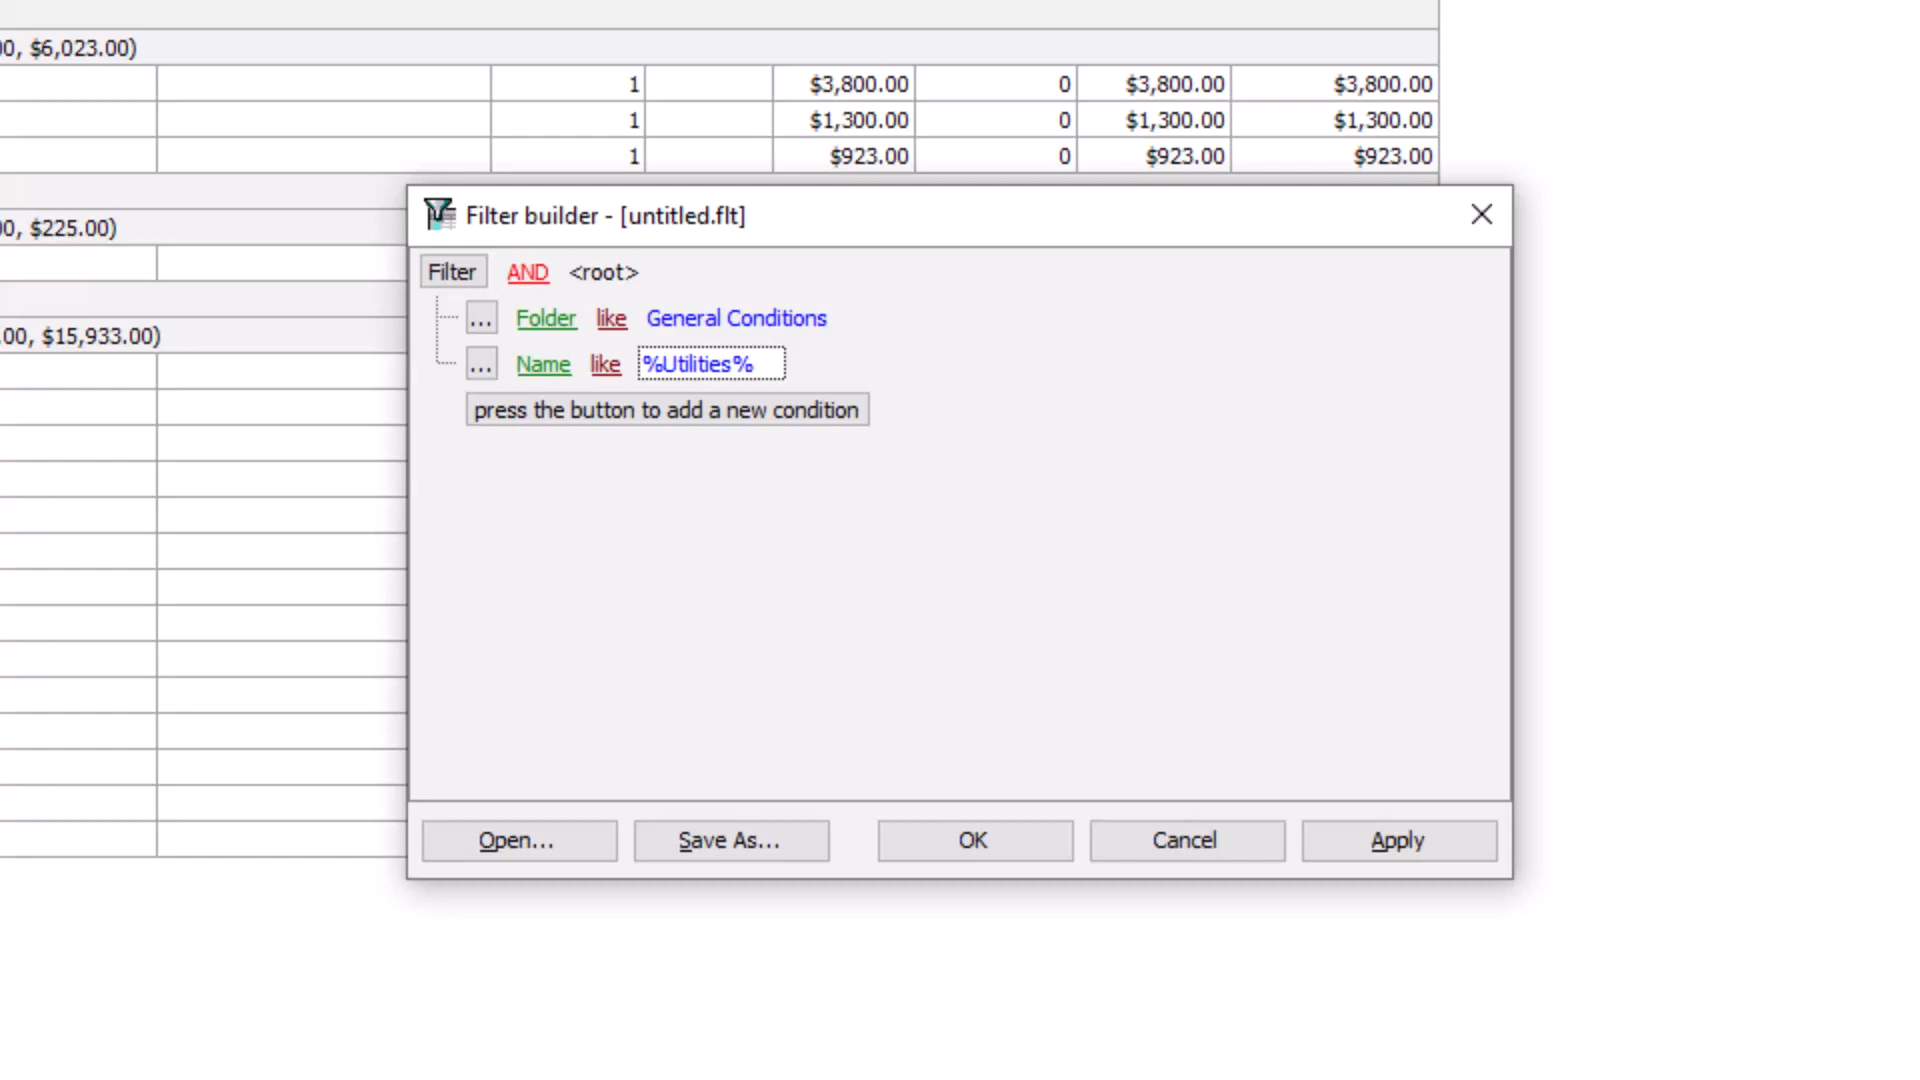 00, $6,023.00)
1 $3,800.00 0 $3,800.00 $3,800.00
1 $1,300.00 0 $1,300.00 $1,300.00
1 $923.00 0 $923.00 $923.00
00, $225.00)
.00, $15,933.00)
Filter builder - [untitled.flt]
Filter AND <root>
... Folder like General Conditions
... Name like %Utilities%
press the button to add a new condition
Open... Save As... OK Cancel Apply